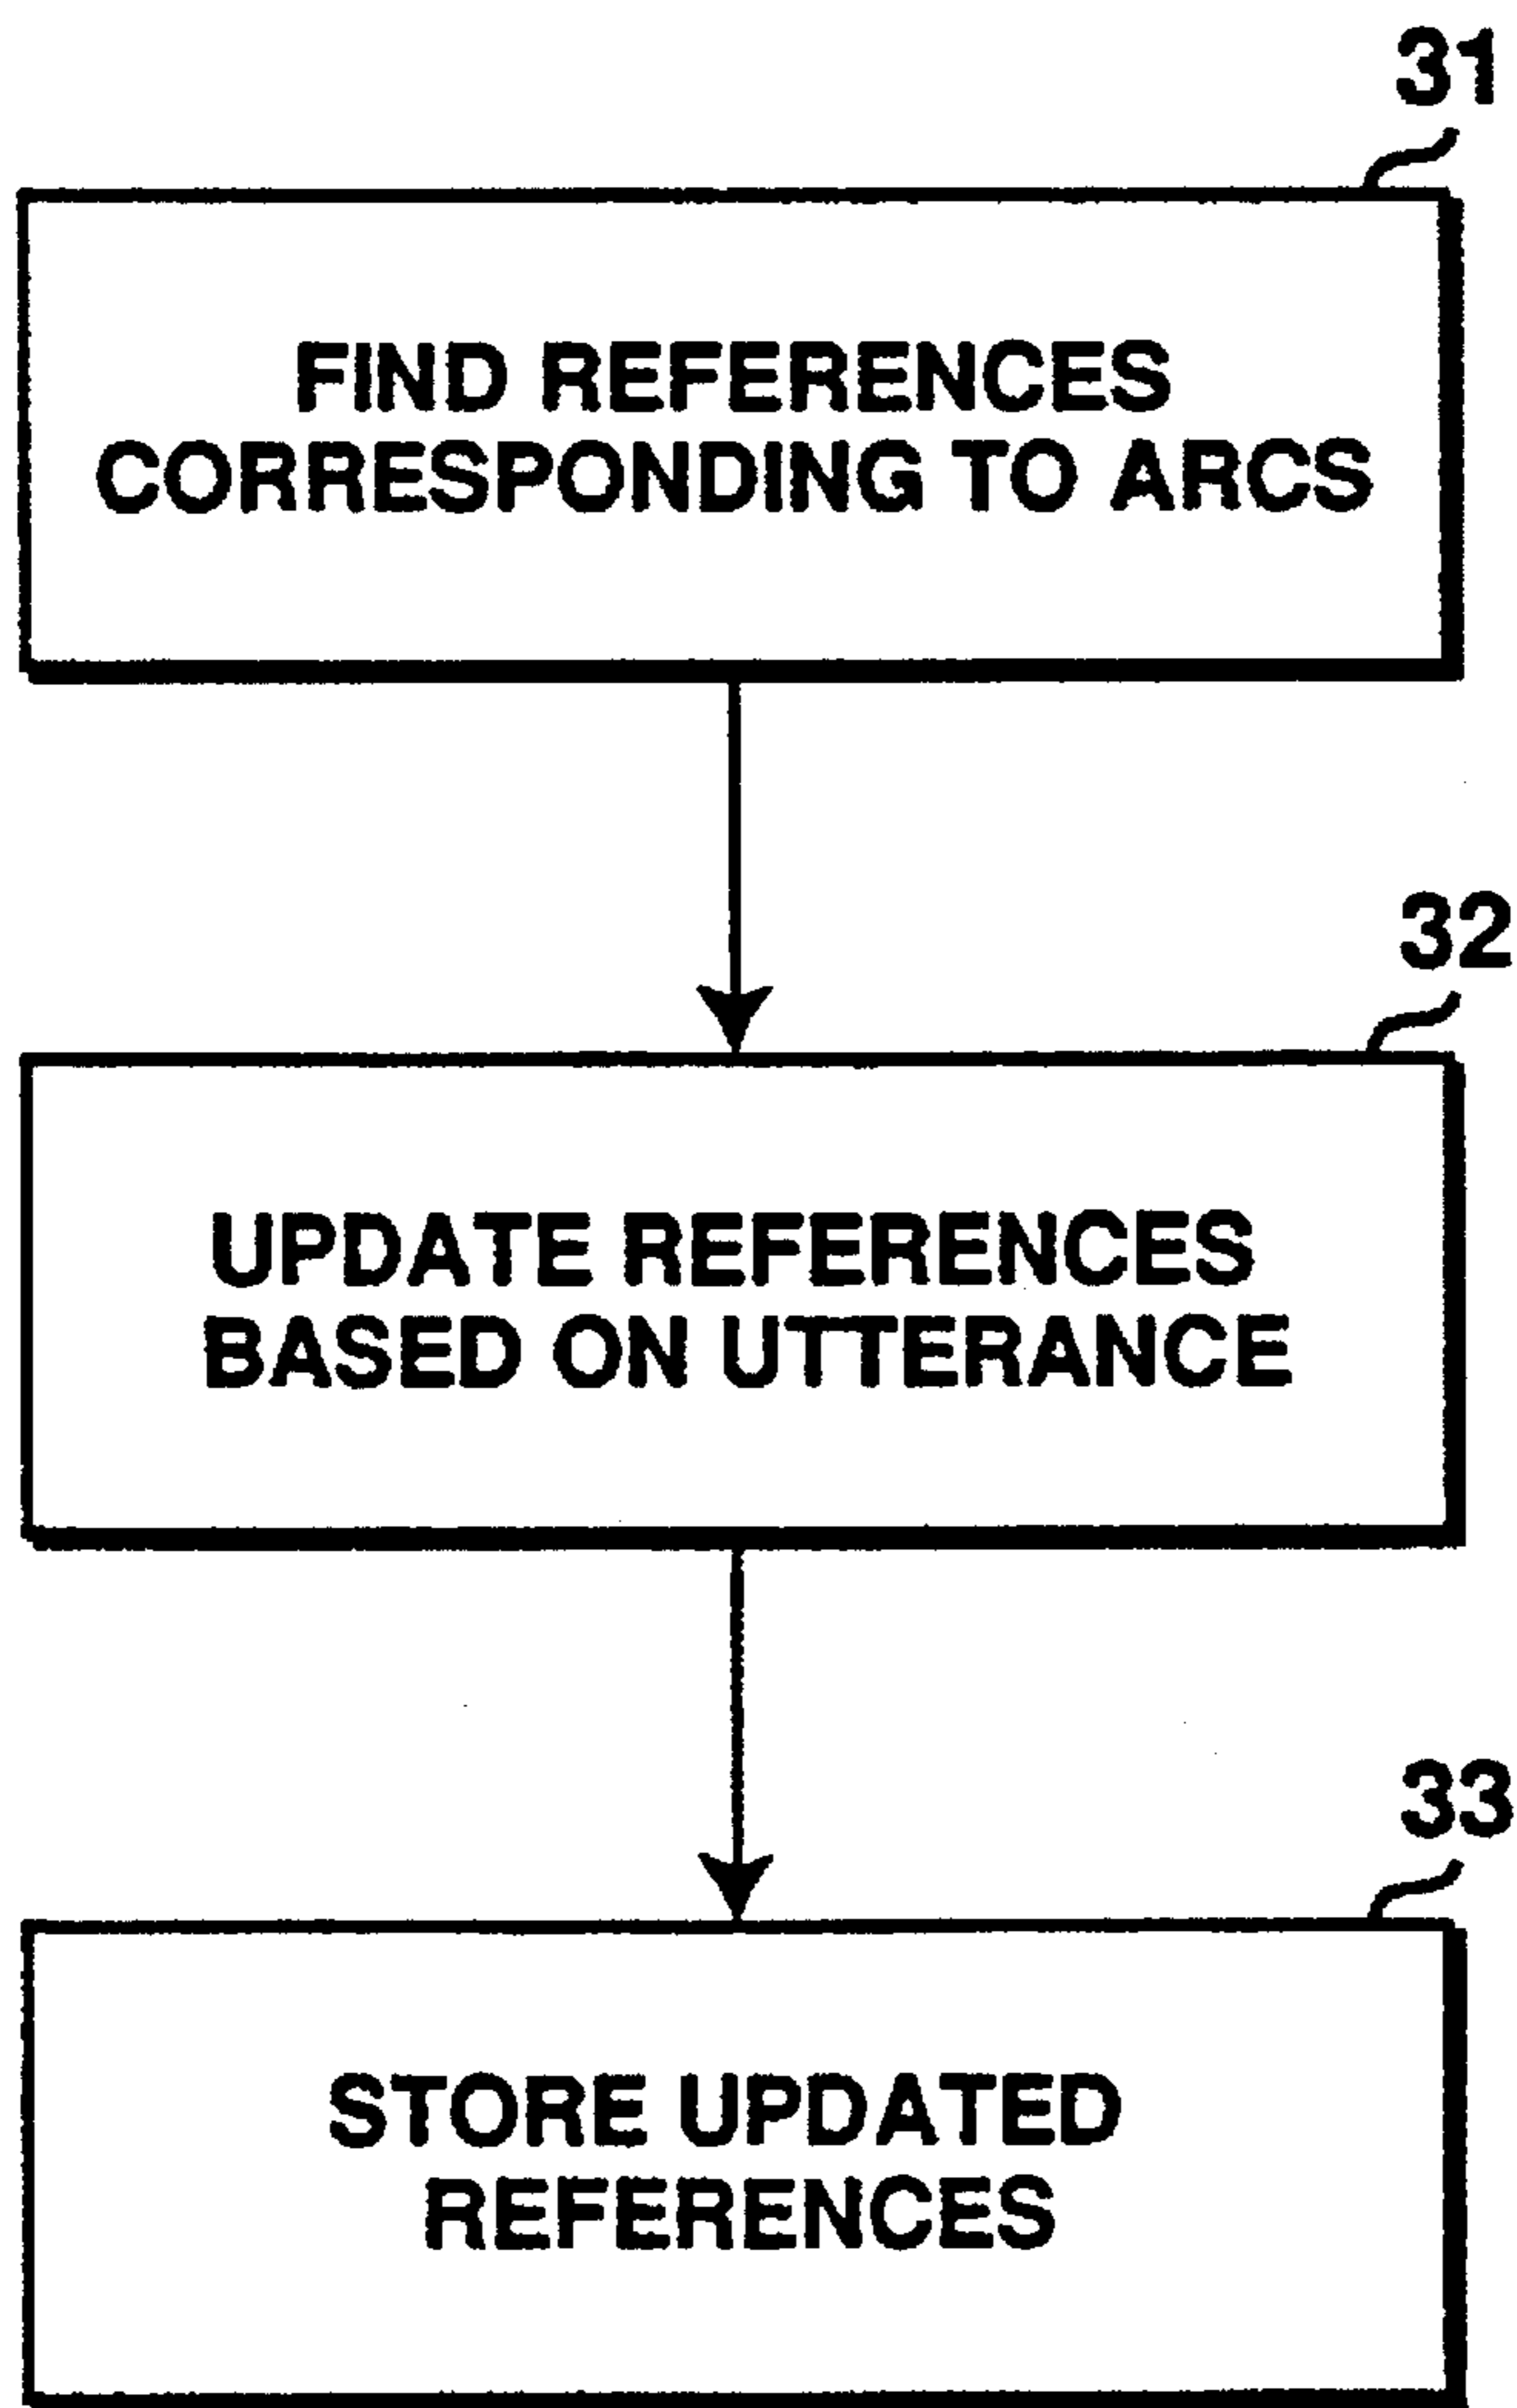 31
FIND REFERENCES
CORRESPONDING TO ARCS
32
UPDATE REFERENCES
BASED ON UTTERANCE
33
STORE UPDATED
REFERENCES